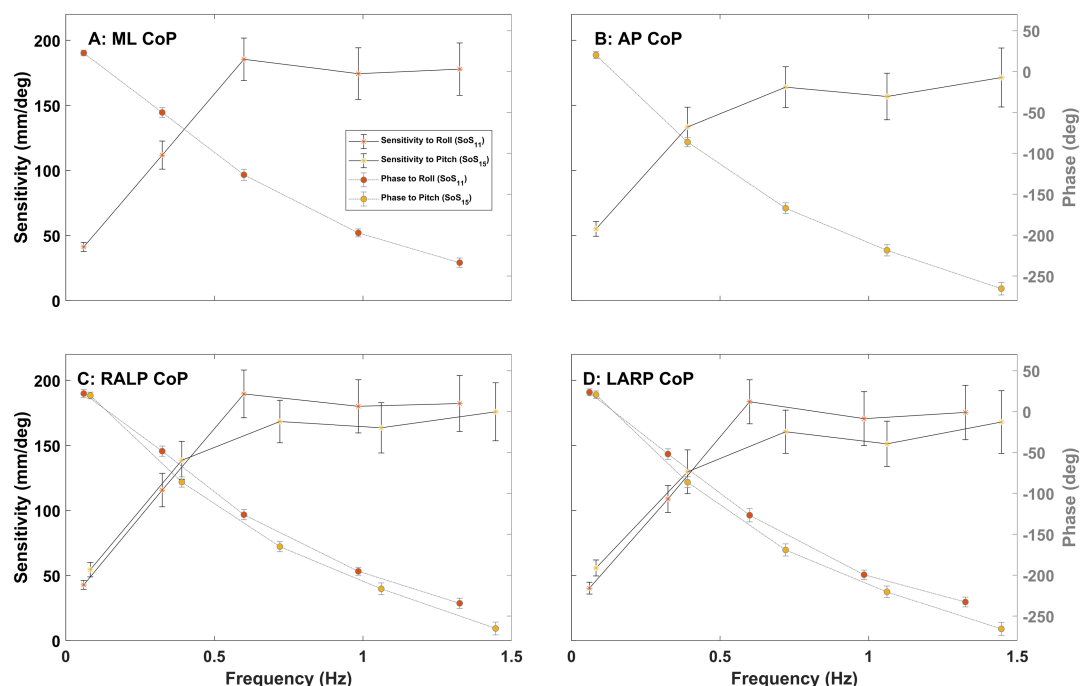 A: ML CoP
B: AP CoP
200
150
100
50
0
Sensitivity (mm/deg)
Sensitivity to Roll (SoS11)
Sensitivity to Pitch (SoS15)
Phase to Roll (SoS11)
Phase to Pitch (SoS15)
50
0
-50
-100
-150
-200
-250
Phase (deg)
C: RALP CoP
D: LARP CoP
200
150
100
50
0
Sensitivity (mm/deg)
50
0
-50
-100
-150
-200
-250
Phase (deg)
0 0.5 1 1.5
0 0.5 1 1.5
Frequency (Hz)
Frequency (Hz)